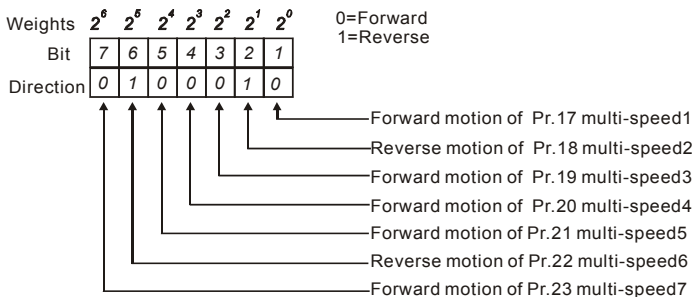 Weights 2^6 2^5 2^4 2^3 2^2 2^1 2^0
0=Forward
1=Reverse
Bit 7 6 5 4 3 2 1
Direction 0 1 0 0 0 1 0
Forward motion of Pr.17 multi-speed1
Reverse motion of Pr.18 multi-speed2
Forward motion of Pr.19 multi-speed3
Forward motion of Pr.20 multi-speed4
Forward motion of Pr.21 multi-speed5
Reverse motion of Pr.22 multi-speed6
Forward motion of Pr.23 multi-speed7